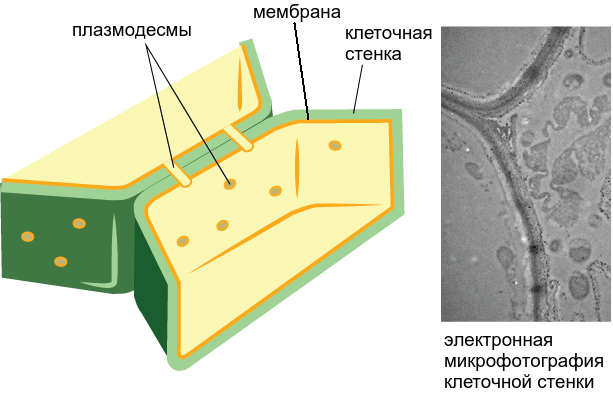 плазмодесмы
мембрана
клеточная
стенка
электронная
микрофотография
клеточной стенки